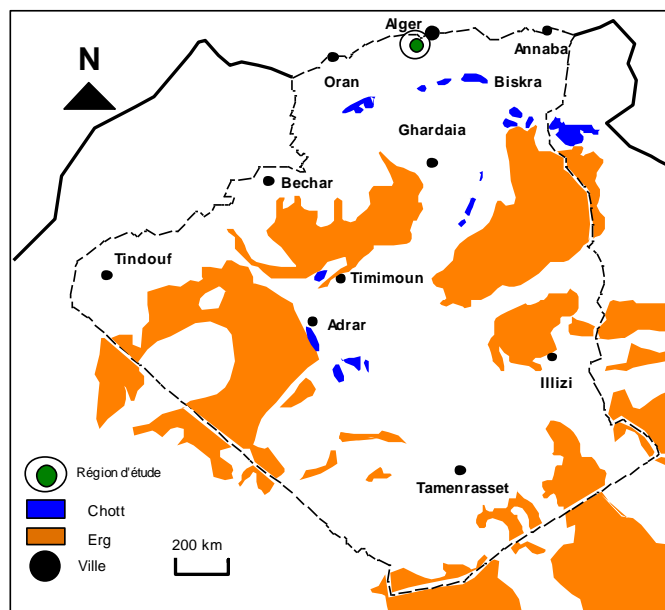 Alger
Annaba
N
Oran
Biskra
Ghardaia
Bechar
Tindouf
Timimoun
Adrar
Illizi
Région d'étude
Tamenrasset
Chott
Erg
200 km
Ville